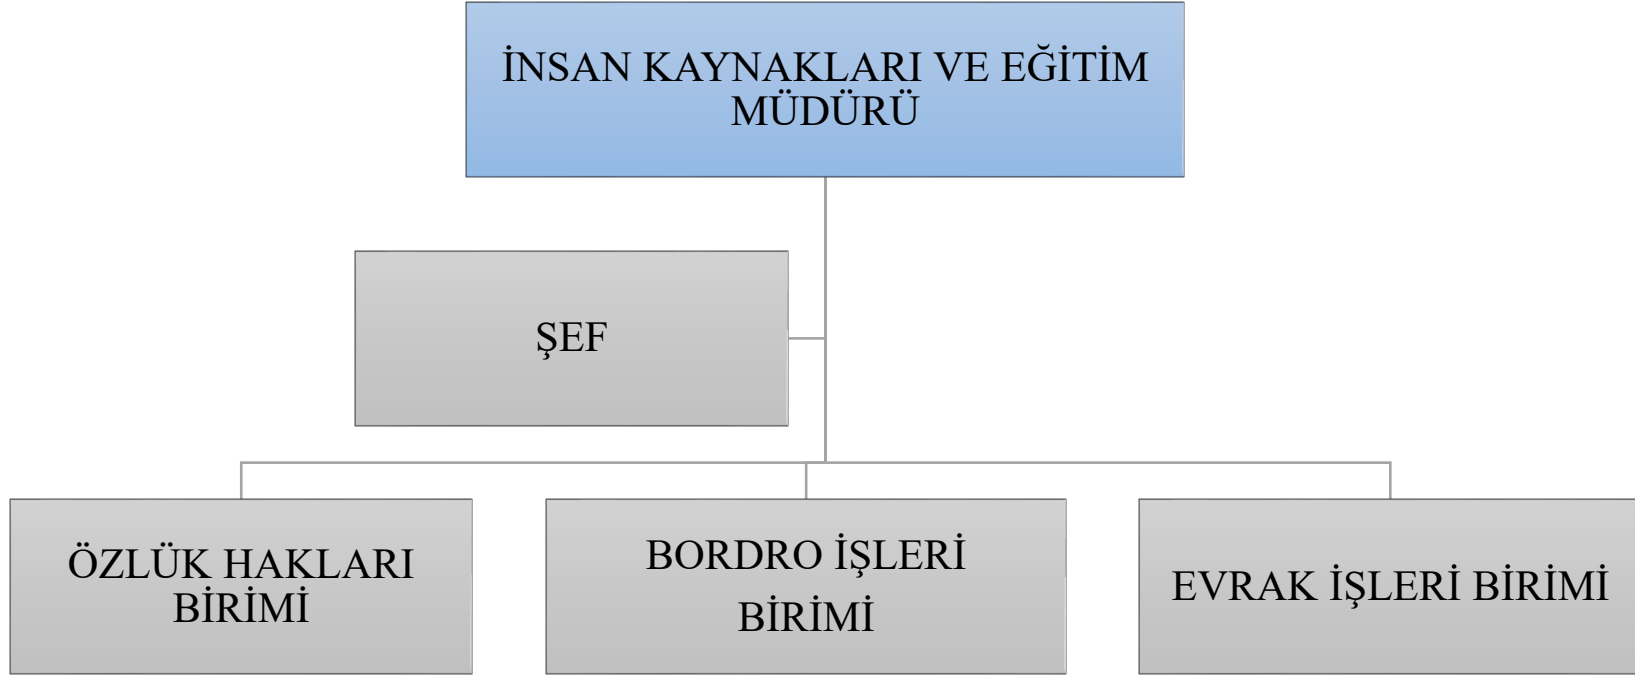 İNSAN KAYNAKLARI VE EĞİTİM
MÜDÜRÜ
ŞEF
ÖZLÜK HAKLARI
BİRİMİ
BORDRO İŞLERİ
BİRİMİ
EVRAK İŞLERİ BİRİMİ